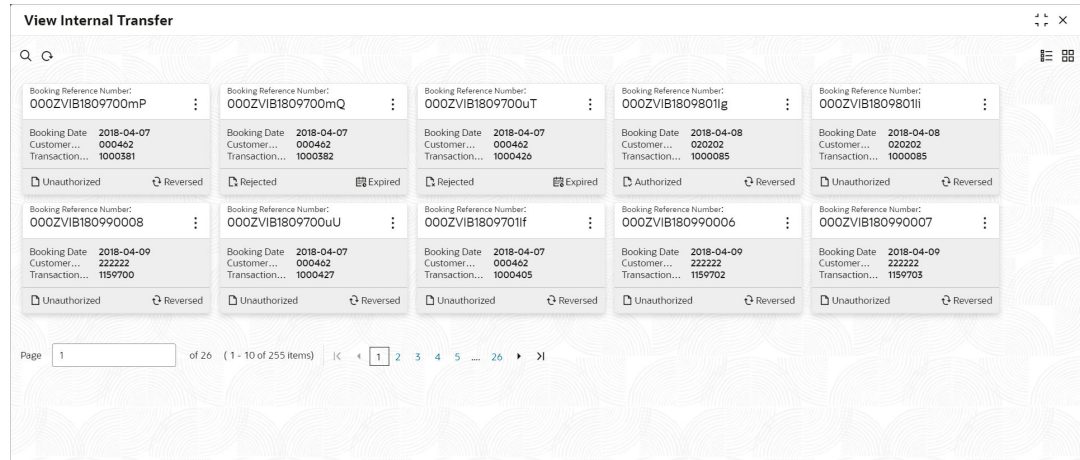 View Internal Transfer
Booking Reference Number:
000ZVIB1809700mP
Booking Date 2018-04-07
Customer... 000462
Transaction... 1000381
Unauthorized Reversed
Booking Reference Number:
000ZVIB1809700mQ
Booking Date 2018-04-07
Customer... 000462
Transaction... 1000382
Rejected Expired
Booking Reference Number:
000ZVIB1809700uT
Booking Date 2018-04-07
Customer... 000462
Transaction... 1000426
Rejected Expired
Booking Reference Number:
000ZVIB1809801lg
Booking Date 2018-04-08
Customer... 020202
Transaction... 1000085
Authorized Reversed
Booking Reference Number:
000ZVIB1809801li
Booking Date 2018-04-08
Customer... 020202
Transaction... 1000085
Unauthorized Reversed
Booking Reference Number:
000ZVIB180990008
Booking Date 2018-04-09
Customer... 222222
Transaction... 1159700
Unauthorized Reversed
Booking Reference Number:
000ZVIB1809700uU
Booking Date 2018-04-07
Customer... 000462
Transaction... 1000427
Unauthorized Reversed
Booking Reference Number:
000ZVIB1809701lf
Booking Date 2018-04-07
Customer... 000462
Transaction... 1000405
Unauthorized Reversed
Booking Reference Number:
000ZVIB180990006
Booking Date 2018-04-09
Customer... 222222
Transaction... 1159702
Unauthorized Reversed
Booking Reference Number:
000ZVIB180990007
Booking Date 2018-04-09
Customer... 222222
Transaction... 1159703
Unauthorized Reversed
Page 1 of 26 ( 1 - 10 of 255 items) 1 2 3 4 5 .... 26